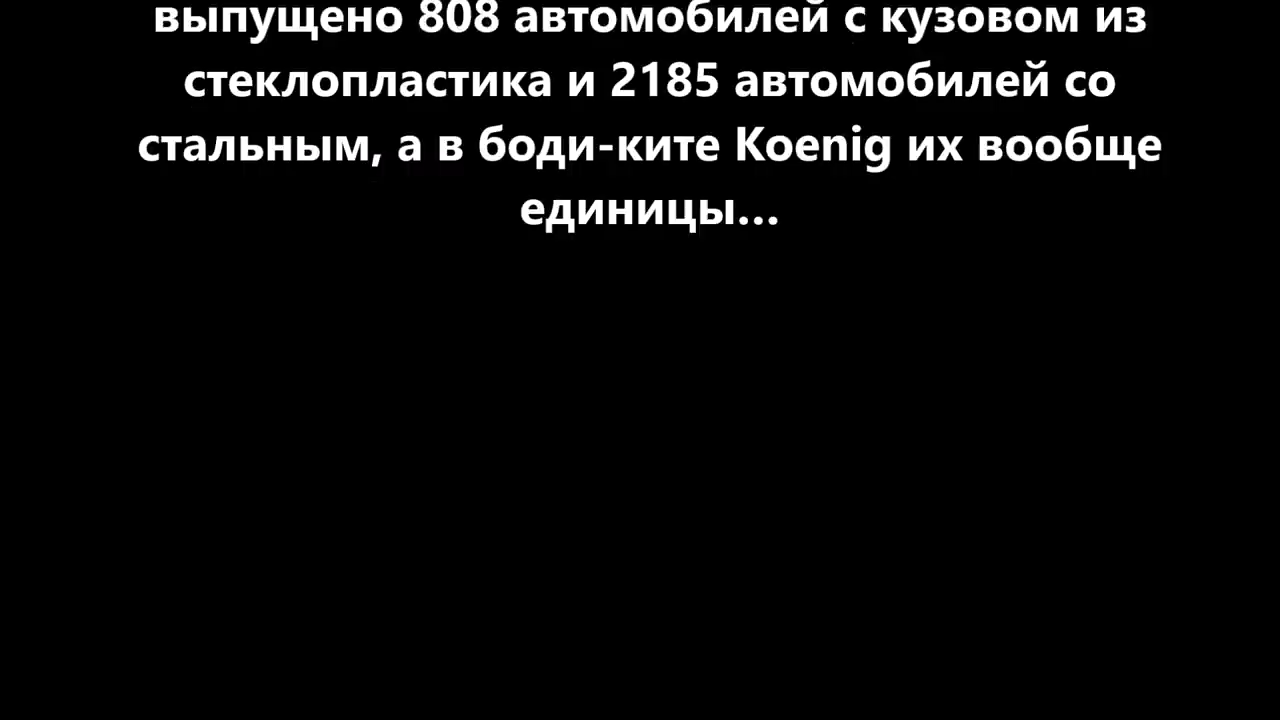 выпущено 808 автомобилей с кузовом из
стеклопластика и 2185 автомобилей со
стальным, а в боди-ките Koenig их вообще
единицы...